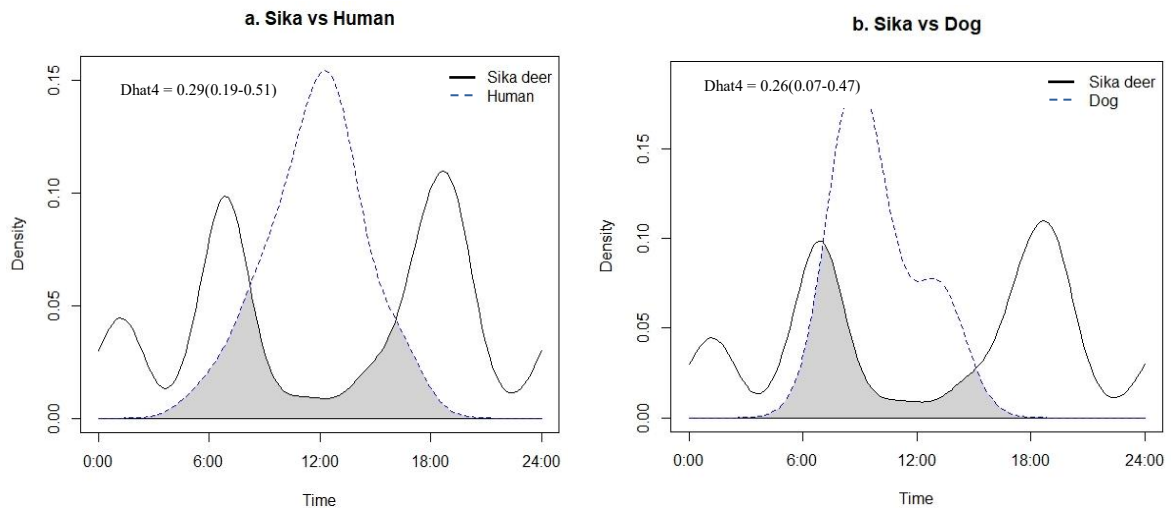 a. Sika vs Human
Dhat4 = 0.29(0.19-0.51)
Sika deer
Human
Density
0.15
0.10
0.05
0.00
0:00 6:00 12:00 18:00 24:00
Time
b. Sika vs Dog
Dhat4 = 0.26(0.07-0.47)
Sika deer
Dog
Density
0.15
0.10
0.05
0.00
0:00 6:00 12:00 18:00 24:00
Time